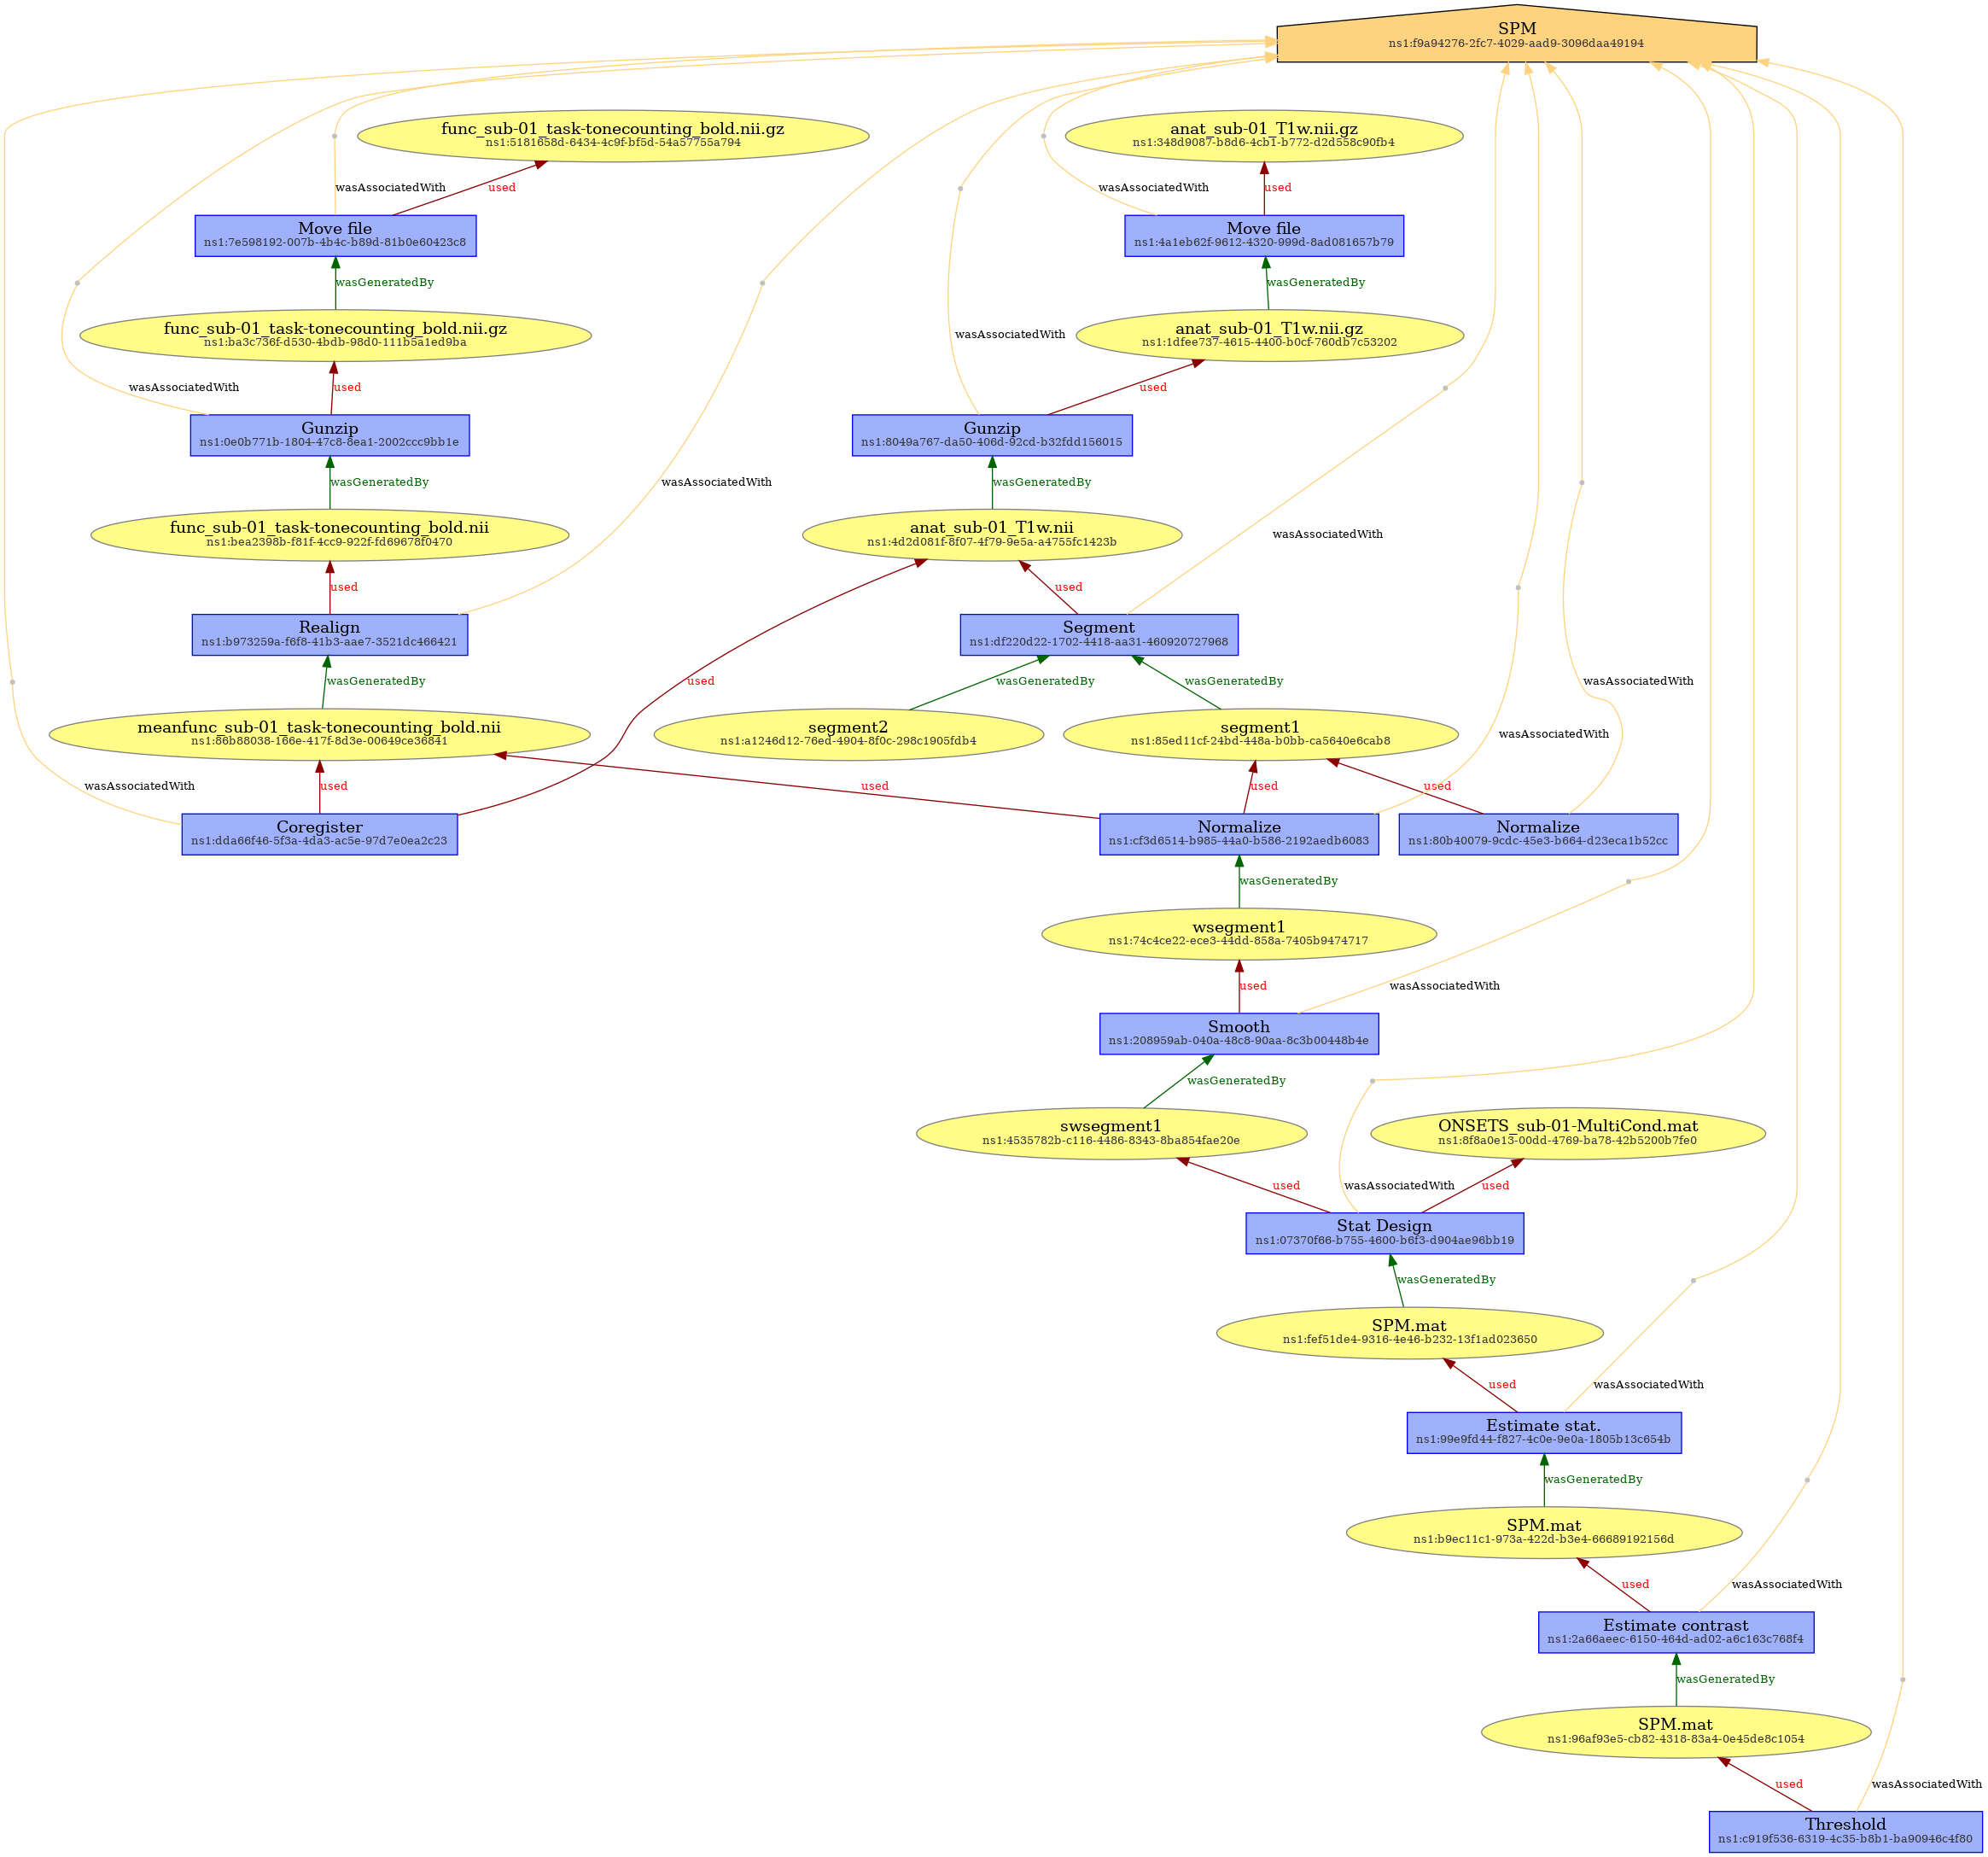 SPM
ns1:f9a94276-2fc7-4029-aad9-3096daa49194
func_sub-01_task-tonecounting_bold.nii.gz
ns1:5181658d-6434-4c9f-bf5d-54a57755a794
anat_sub-01_T1w.nii.gz
ns1:348d9087-b8d6-4cb1-b772-d2d558c90fb4
wasAssociatedWith
used
wasAssociatedWith
used
Move file
ns1:7e598192-007b-4b4c-b89d-81b0e60423c8
Move file
ns1:4a1eb62f-9612-4320-999d-8ad081657b79
wasGeneratedBy
wasGeneratedBy
func_sub-01_task-tonecounting_bold.nii.gz
ns1:ba3c736f-d530-4bdb-98d0-111b5a1ed9ba
wasAssociatedWith
anat_sub-01_T1w.nii.gz
ns1:1dfee737-4615-4400-b0cf-760db7c53202
wasAssociatedWith
used
used
Gunzip
ns1:0e0b771b-1804-47c8-8ea1-2002ccc9bb1e
Gunzip
ns1:8049a767-da50-406d-92cd-b32fdd156015
wasGeneratedBy
wasAssociatedWith
wasGeneratedBy
func_sub-01_task-tonecounting_bold.nii
ns1:bea2398b-f81f-4cc9-922f-fd69678f0470
anat_sub-01_T1w.nii
ns1:4d2d081f-8f07-4f79-9e5a-a4755fc1423b
wasAssociatedWith
used
used
Realign
ns1:b973259a-f6f8-41b3-aae7-3521dc466421
Segment
ns1:df220d22-1702-4418-aa31-460920727968
wasGeneratedBy
used
wasGeneratedBy
wasGeneratedBy
wasAssociatedWith
meanfunc_sub-01_task-tonecounting_bold.nii
ns1:86b88038-166e-417f-8d3e-00649ce36841
segment2
ns1:a1246d12-76ed-4904-8f0c-298c1905fdb4
segment1
ns1:85ed11cf-24bd-448a-b0bb-ca5640e6cab8
wasAssociatedWith
wasAssociatedWith
used
used
used
used
Coregister
ns1:dda66f46-5f3a-4da3-ac5e-97d7e0ea2c23
Normalize
ns1:cf3d6514-b985-44a0-b586-2192aedb6083
Normalize
ns1:80b40079-9cdc-45e3-b664-d23eca1b52cc
wasGeneratedBy
wsegment1
ns1:74c4ce22-ece3-44dd-858a-7405b9474717
used
wasAssociatedWith
Smooth
ns1:208959ab-040a-48c8-90aa-8c3b00448b4e
wasGeneratedBy
swsegment1
ns1:4535782b-c116-4486-8343-8ba854fae20e
ONSETS_sub-01-MultiCond.mat
ns1:8f8a0e13-00dd-4769-ba78-42b5200b7fe0
used
wasAssociatedWith
used
Stat Design
ns1:07370f66-b755-4600-b6f3-d904ae96bb19
wasGeneratedBy
SPM.mat
ns1:fef51de4-9316-4e46-b232-13f1ad023650
used
wasAssociatedWith
Estimate stat.
ns1:99e9fd44-f827-4c0e-9e0a-1805b13c654b
wasGeneratedBy
SPM.mat
ns1:b9ec11c1-973a-422d-b3e4-66689192156d
used
wasAssociatedWith
Estimate contrast
ns1:2a66aeec-6150-464d-ad02-a6c163c768f4
wasGeneratedBy
SPM.mat
ns1:96af93e5-cb82-4318-83a4-0e45de8c1054
used
wasAssociatedWith
Threshold
ns1:c919f536-6319-4c35-b8b1-ba90946c4f80